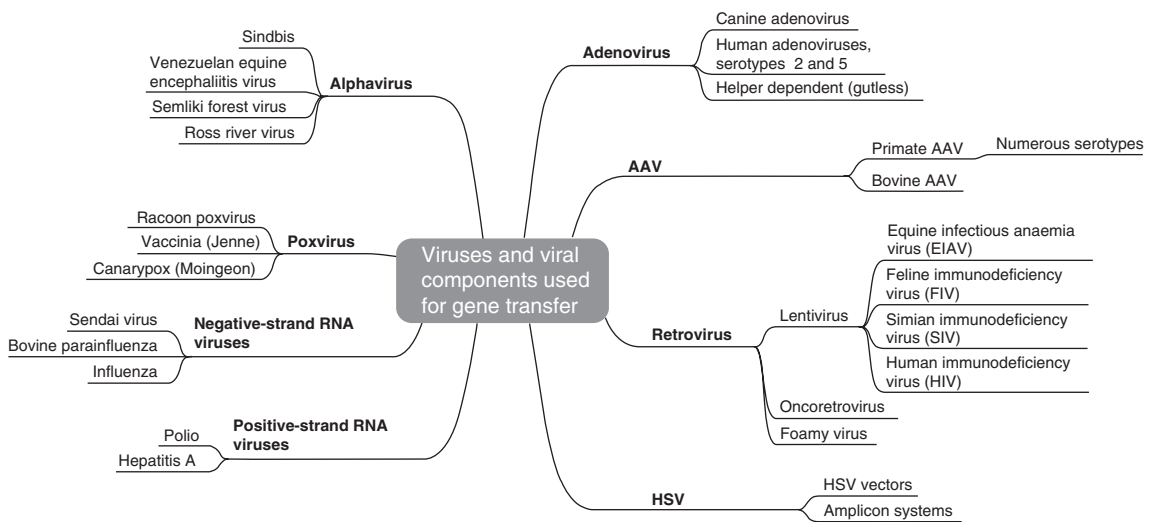 Viruses and viral
components used
for gene transfer
Alphavirus
Sindbis
Venezuelan equine
encephaliitis virus
Semliki forest virus
Ross river virus
Poxvirus
Racoon poxvirus
Vaccinia (Jenne)
Canarypox (Moingeon)
Negative-strand RNA
viruses
Sendai virus
Bovine parainfluenza
Influenza
Positive-strand RNA
viruses
Polio
Hepatitis A
Adenovirus
Canine adenovirus
Human adenoviruses,
serotypes 2 and 5
Helper dependent (gutless)
AAV
Primate AAV
Numerous serotypes
Bovine AAV
Retrovirus
Lentivirus
Equine infectious anaemia
virus (EIAV)
Feline immunodeficiency
virus (FIV)
Simian immunodeficiency
virus (SIV)
Human immunodeficiency
virus (HIV)
Oncoretrovirus
Foamy virus
HSV
HSV vectors
Amplicon systems